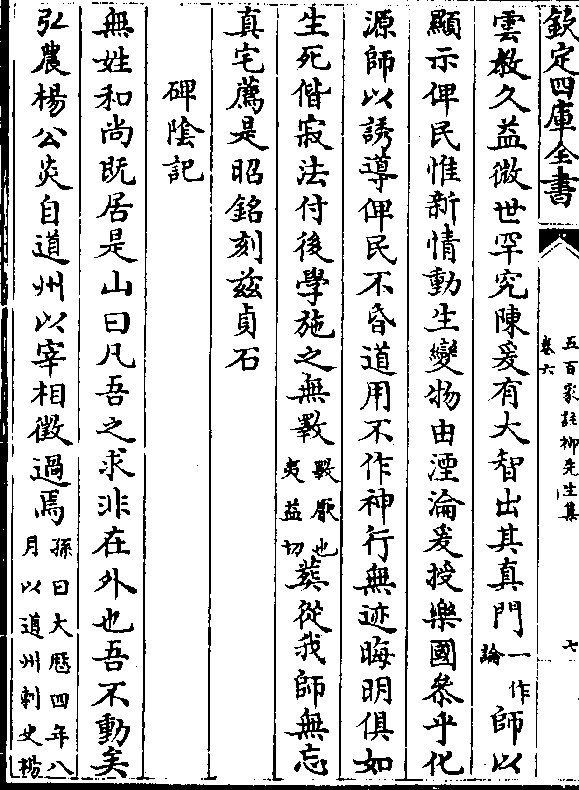 欽定四庫全書
五百家註柳先生集
卷六
七
雲教久益微世罕究陳爰有大智出其真門一作論師以
顯示俾民惟新情動生變物由湮淪爰授樂國參乎化
源師以誘導俾民不昏道用不作神行無迹晦明俱如
生死偕寂法付後學施之無斁斁厭也夷益切葬從我師無忘
真宅薦是昭銘刻茲貞石
碑陰記
無姓和尚既居是山曰凡吾之求非在外也吾不動矣
弘農楊公炎自道州以宰相徵過焉孫曰大歷四年八月以道州刺史楊